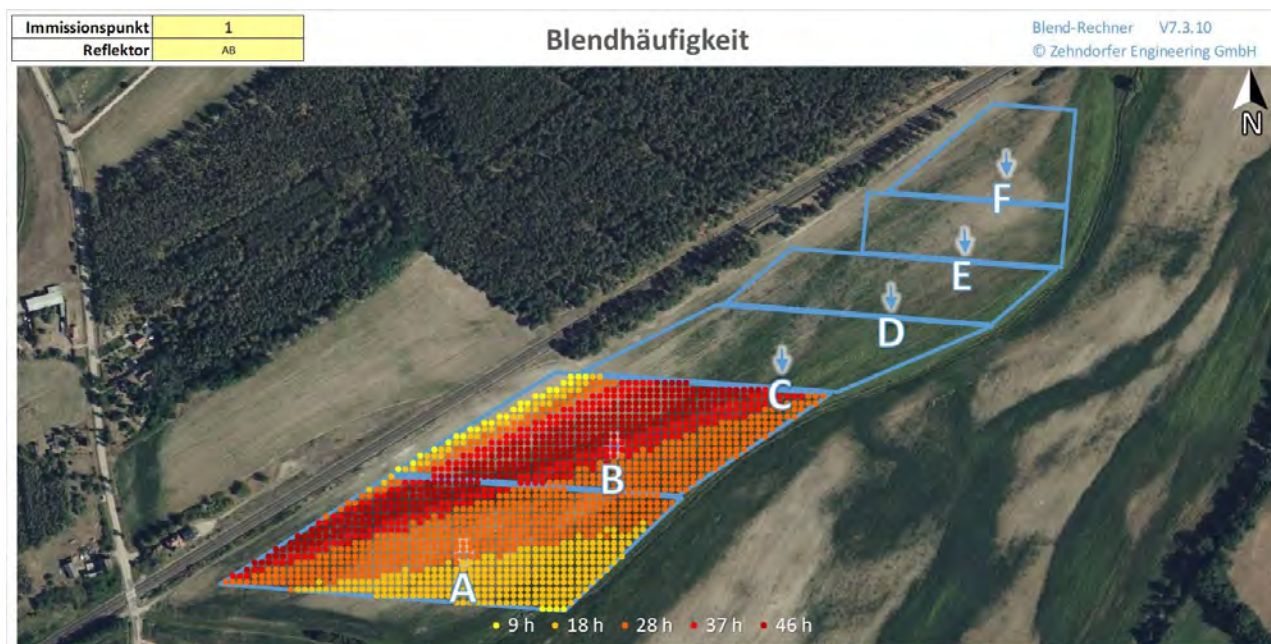 Immissionspunkt 1
Reflektor AB
Blendhäufigkeit
Blend-Rechner V7.3.10
© Zehndorfer Engineering GmbH
N
F
E
D
C
B
A
9 h 18 h 28 h 37 h 46 h